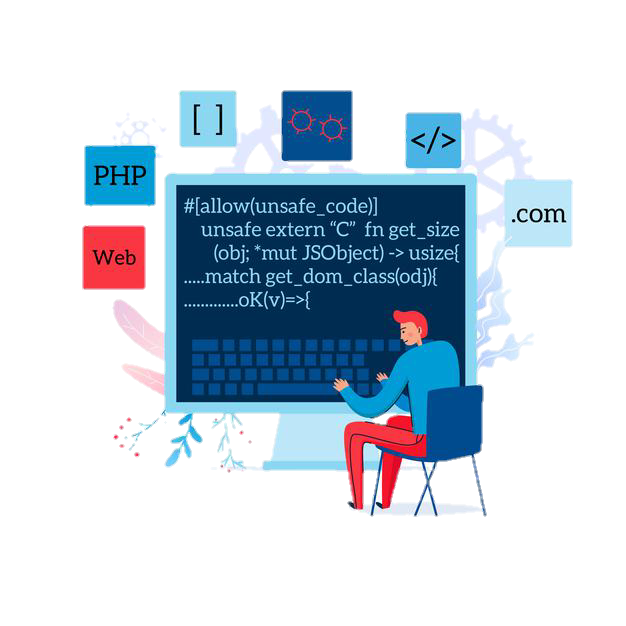 [ ]
</>
PHP
.com
Web
#[allow(unsafe_code)]
unsafe extern “C” fn get_size
(obj; *mut JSObject) -> usize{
.....match get_dom_class(odj){
.............oK(v)=>{